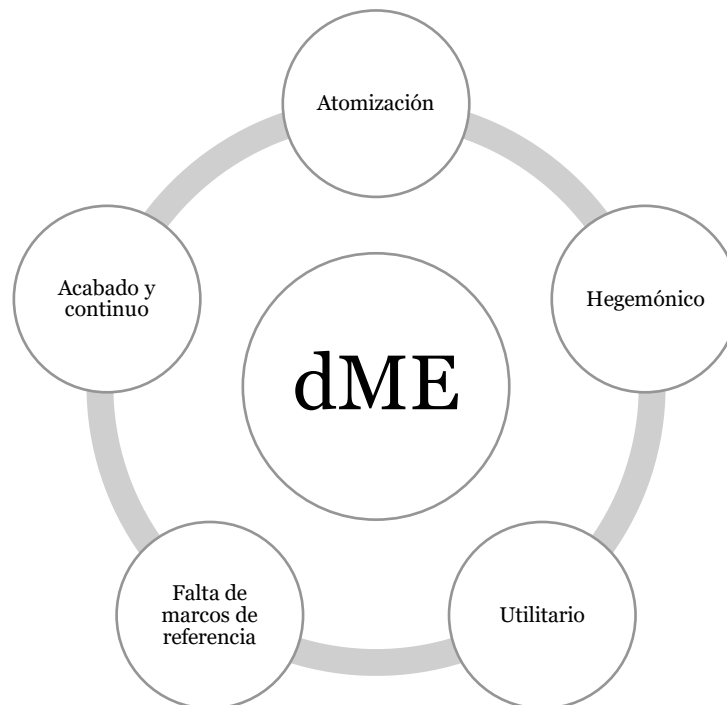 Atomización
Hegemónico
Utilitario
Falta de
marcos de
referencia
Acabado y
continuo
dME